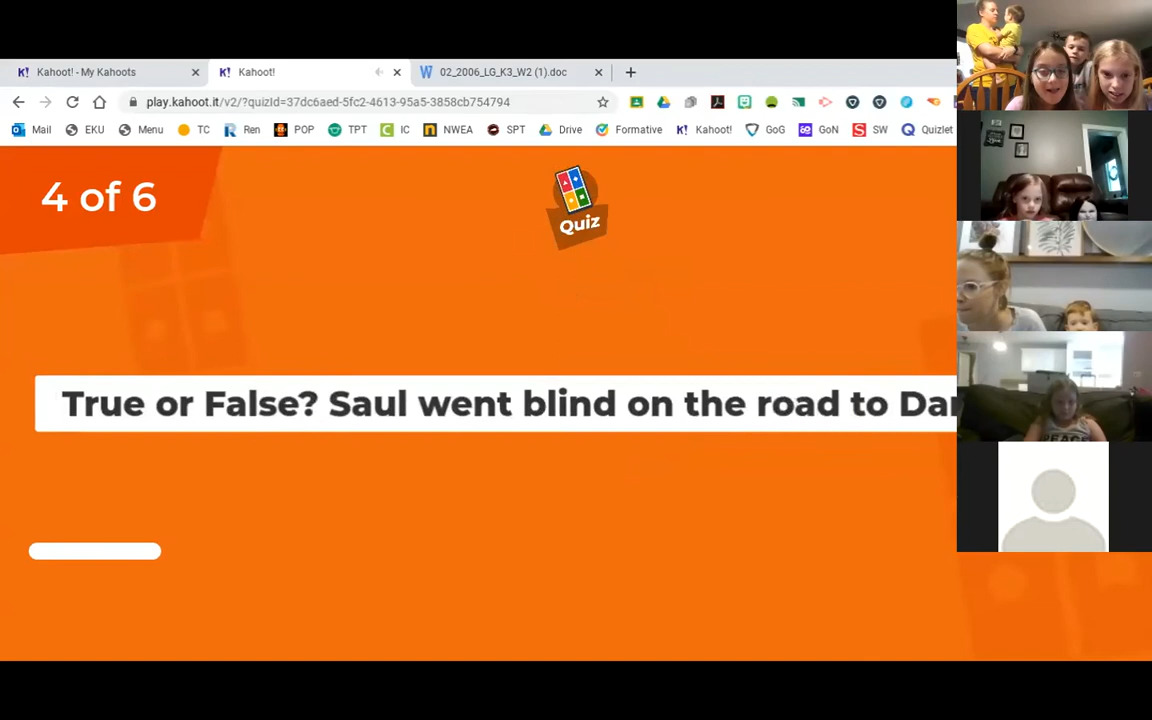 Kahoot! - My Kahoots
Kahoot!
02_2006_LG_K3_W2 (1).doc
play.kahoot.it/v2/?quizId=37dc6aed-5fc2-4613-95a5-3858cb754794
Mail EKU Menu TC Ren POP TPT IC NWEA SPT Drive Formative Kahoot! GoG GoN SW Quizlet
4 of 6
Quiz
True or False? Saul went blind on the road to
PEACE